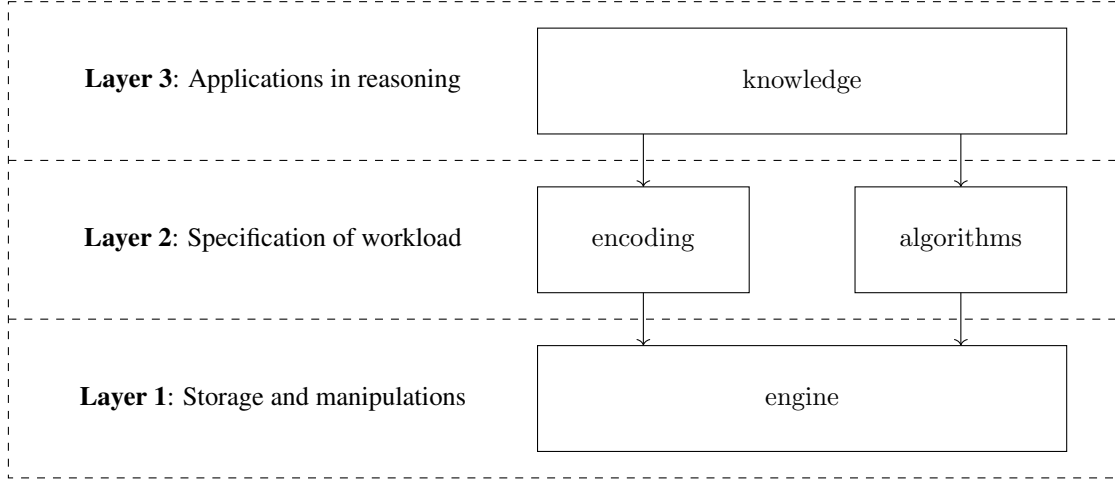 Layer 3: Applications in reasoning
knowledge
Layer 2: Specification of workload
encoding
algorithms
Layer 1: Storage and manipulations
engine